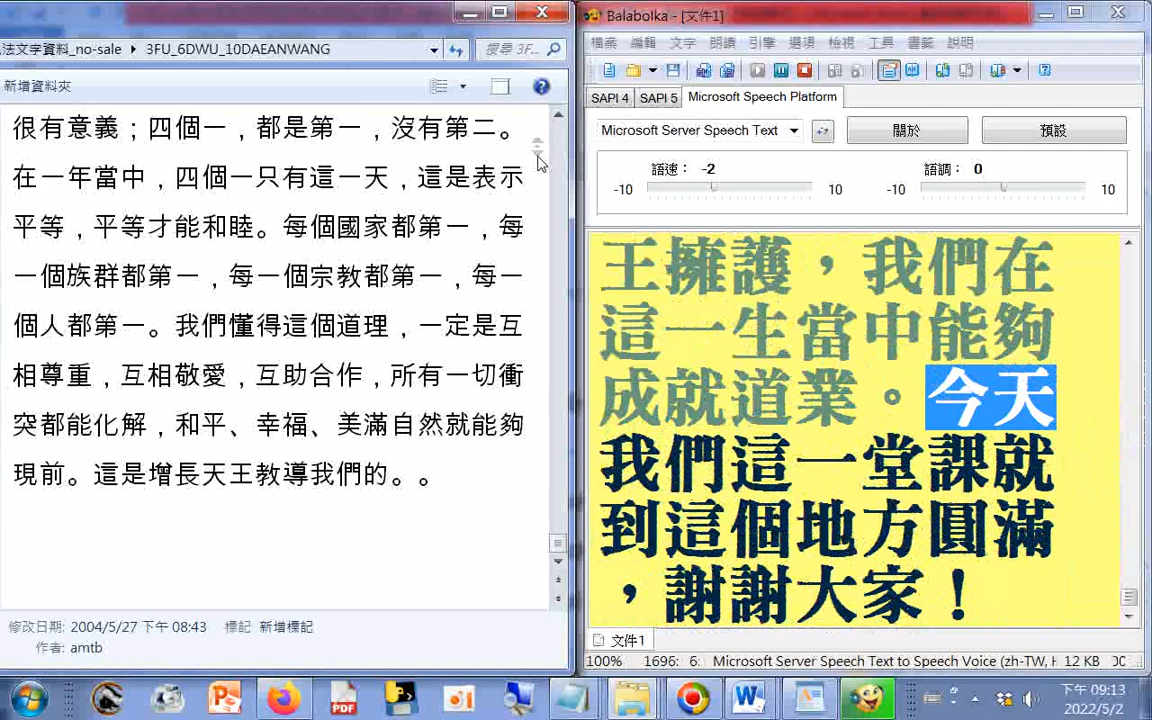 法文字資料_no-sale
3FU_6DWU_10DAEANWANG
搜尋 3F...
新增資料夾
很有意義；四個一，都是第一，沒有第二。
在一年當中，四個一只有這一天，這是表示
平等，平等才能和睦。每個國家都第一，每
一個族群都第一，每一個宗教都第一，每一
個人都第一。我們懂得這個道理，一定是互
相尊重，互相敬愛，互助合作，所有一切衝
突都能化解，和平、幸福、美滿自然就能夠
現前。這是增長天王教導我們的。。
修改日期: 2004/5/27 下午 08:43 標記 新增標記
作者: amtb
Balabolka - [文件1]
檔案 編輯 文字 朗讀 引擎 選項 檢視 工具 書籤 說明
SAPI 4 SAPI 5 Microsoft Speech Platform
Microsoft Server Speech Text 關於 預設
語速： -2 語調： 0
-10 10 -10 10
王擁護，我們在
這一生當中能夠
成就道業。今天
我們這一堂課就
到這個地方圓滿
，謝謝大家！
文件1
100% 1696: 6: Microsoft Server Speech Text to Speech Voice (zh-TW, H 12 KB
PDF
下午 09:13
2022/5/2